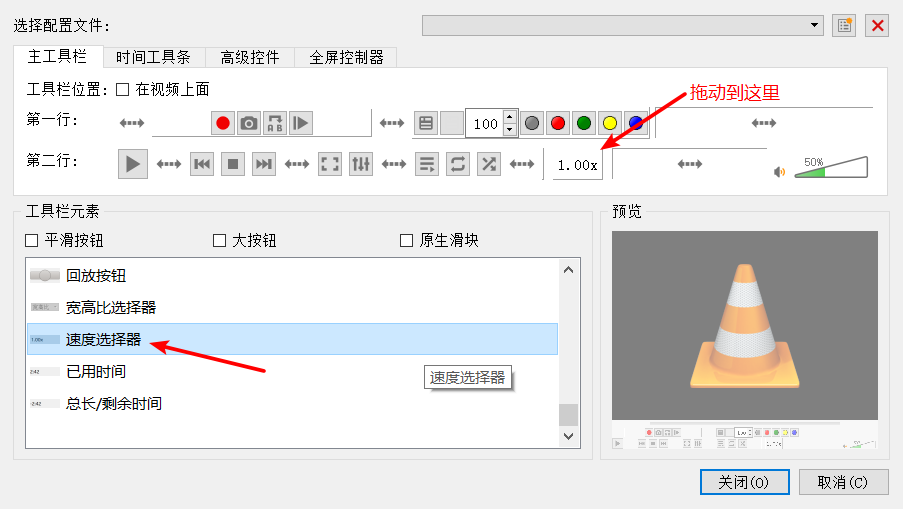 选择配置文件:
主工具栏 时间工具条 高级控件 全屏控制器
工具栏位置: 在视频上面
拖动到这里
第一行: AB 100
第二行: 1.00x 50%
工具栏元素
平滑按钮 大按钮 原生滑块
回放按钮
宽高比 宽高比选择器
1.00x 速度选择器
2:42 已用时间
-2:42 总长/剩余时间
速度选择器
预览
100
关闭(O) 取消(C)